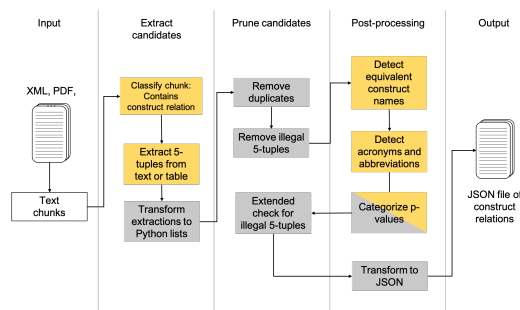 Input
Extract
candidates
Prune candidates
Post-processing
Output
XML, PDF,
Text
chunks
Classify chunk:
Contains
construct relation
Extract 5-
tuples from
text or table
Transform
extractions to
Python lists
Remove
duplicates
Remove illegal
5-tuples
Extended
check for
illegal 5-tuples
Detect
equivalent
construct
names
Detect
acronyms and
abbreviations
Categorize p-
values
Transform to
JSON
JSON file of
construct
relations